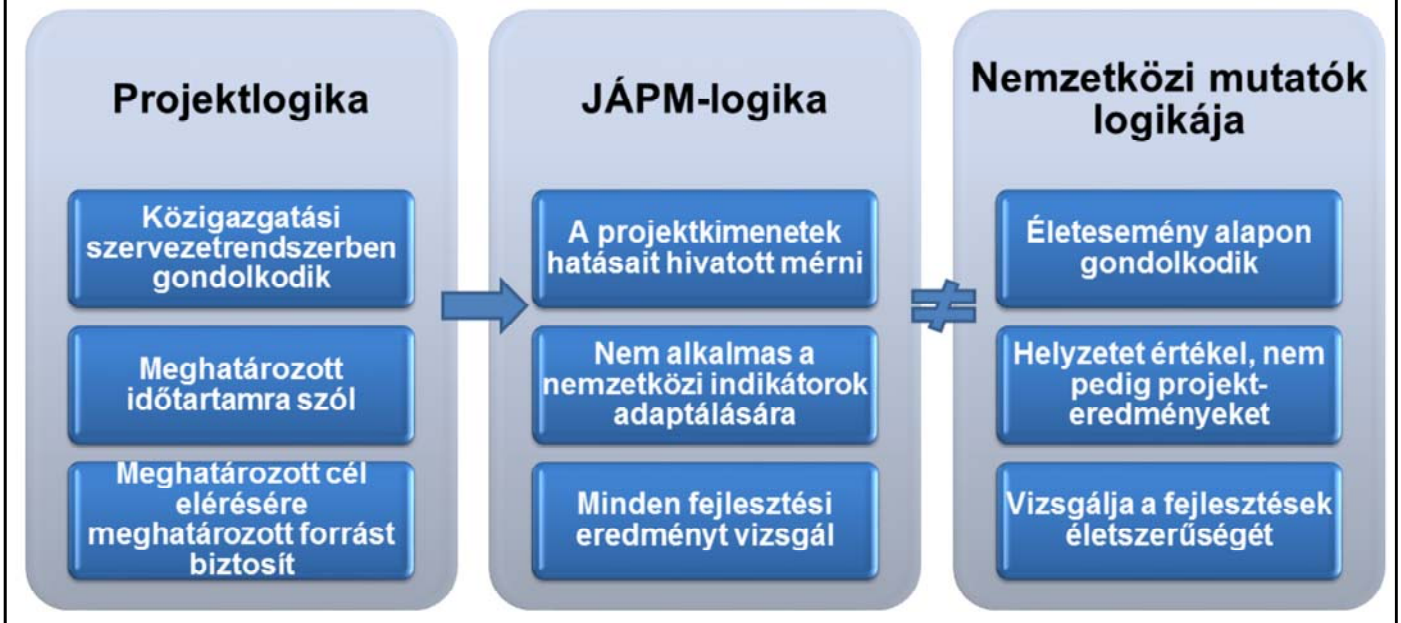 Projektlogika
Közigazgatási
szervezetrendszerben
gondolkodik
Meghatározott
időtartamra szól
Meghatározott cél
elérésére
meghatározott forrást
biztosít
JÁPM-logika
A projektkimenetek
hatásait hivatott mérni
Nem alkalmas a
nemzetközi indikátorok
adaptálására
Minden fejlesztési
eredményt vizsgál
≠
Nemzetközi mutatók
logikája
Életesemény alapon
gondolkodik
Helyzetet értékel, nem
pedig projekt-
eredményeket
Vizsgálja a fejlesztések
életszerűségét